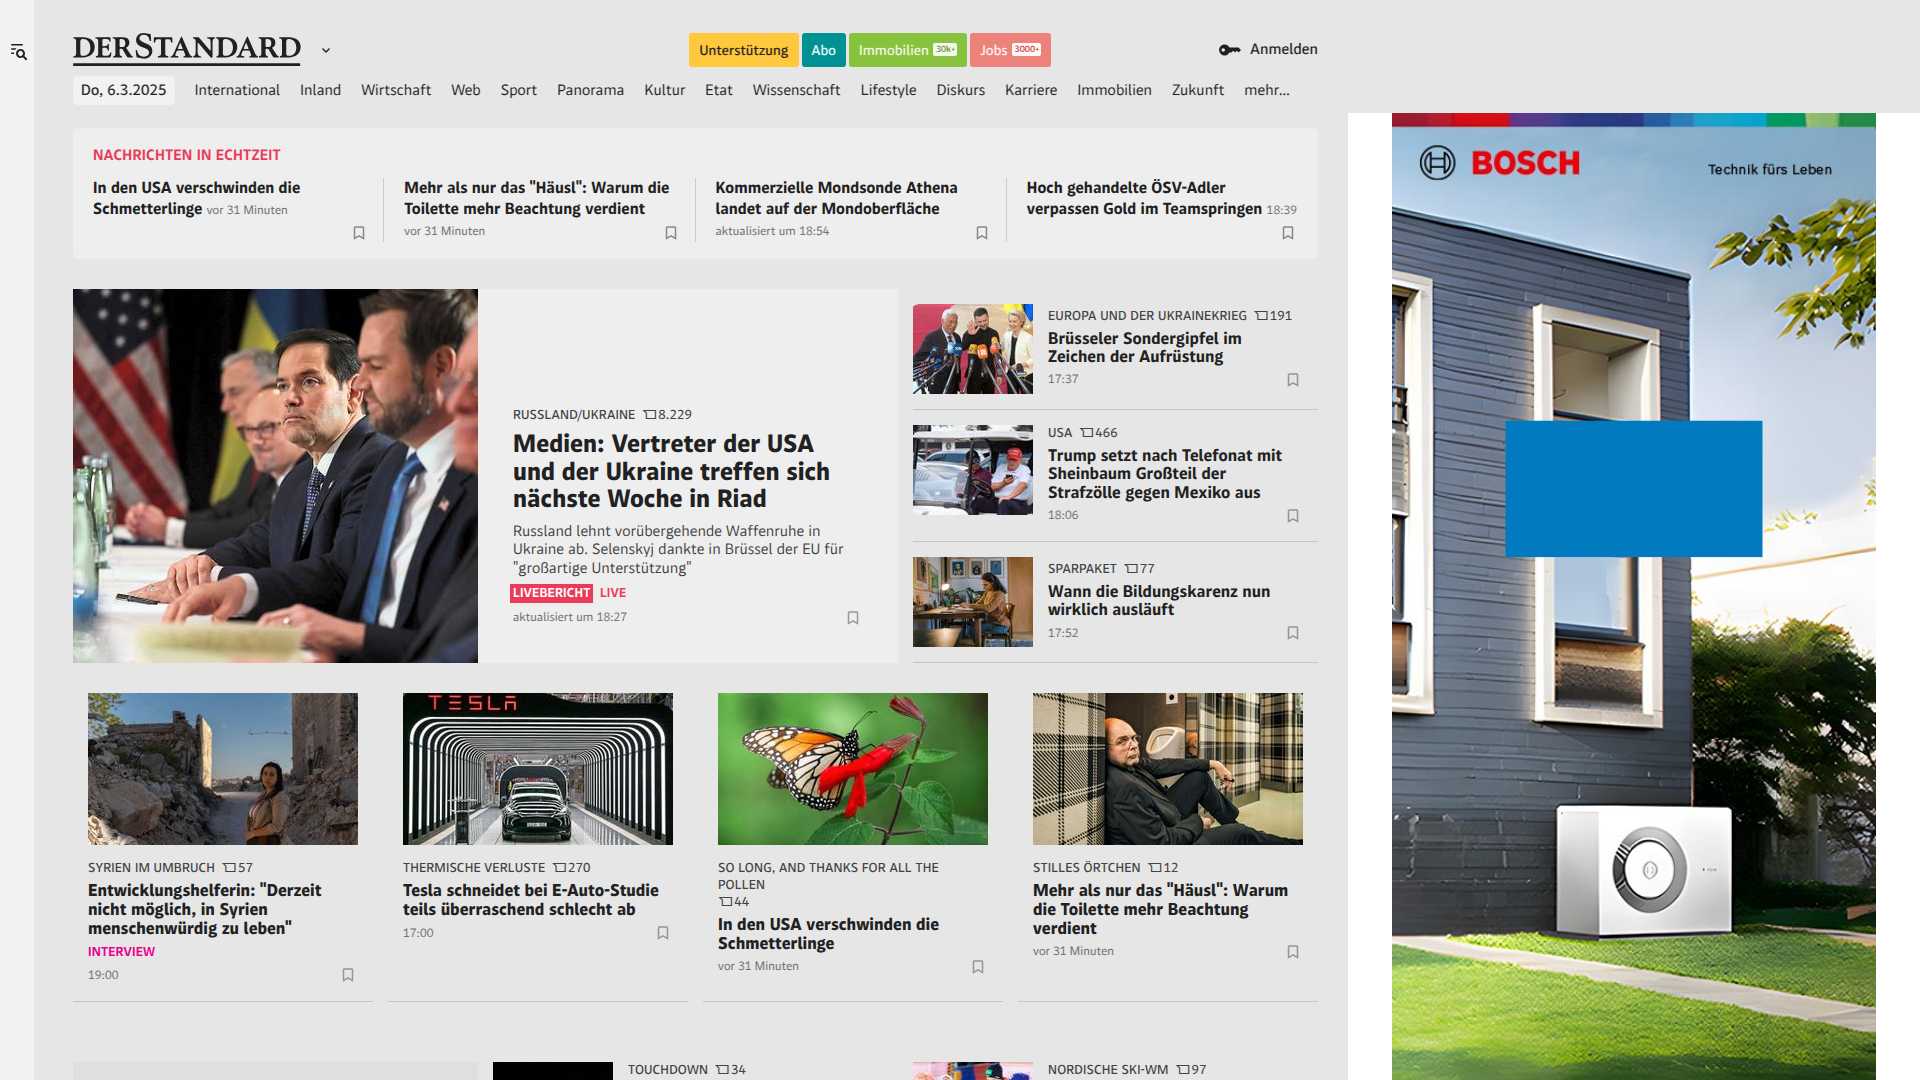 DERSTANDARD
Unterstützung
Abo
Immobilien 30k+
Jobs 3000+
Anmelden
Do, 6.3.2025
International
Inland
Wirtschaft
Web
Sport
Panorama
Kultur
Etat
Wissenschaft
Lifestyle
Diskurs
Karriere
Immobilien
Zukunft
mehr...
NACHRICHTEN IN ECHTZEIT
In den USA verschwinden die
Schmetterlinge vor 31 Minuten
Mehr als nur das "Häusl": Warum die
Toilette mehr Beachtung verdient
vor 31 Minuten
Kommerzielle Mondsonde Athena
landet auf der Mondoberfläche
aktualisiert um 18:54
Hoch gehandelte ÖSV-Adler
verpassen Gold im Teamspringen 18:39
RUSSLAND/UKRAINE 8.229
Medien: Vertreter der USA
und der Ukraine treffen sich
nächste Woche in Riad
Russland lehnt vorübergehende Waffenruhe in
Ukraine ab. Selenskyj dankte in Brüssel der EU für
"großartige Unterstützung"
LIVEBERICHT LIVE
aktualisiert um 18:27
EUROPA UND DER UKRAINEKRIEG 191
Brüsseler Sondergipfel im
Zeichen der Aufrüstung
17:37
USA 466
Trump setzt nach Telefonat mit
Sheinbaum Großteil der
Strafzölle gegen Mexiko aus
18:06
SPARPAKET 77
Wann die Bildungskarenz nun
wirklich ausläuft
17:52
SYRIEN IM UMBRUCH 57
Entwicklungshelferin: "Derzeit
nicht möglich, in Syrien
menschenwürdig zu leben"
INTERVIEW
19:00
TESLA
THERMISCHE VERLUSTE 270
Tesla schneidet bei E-Auto-Studie
teils überraschend schlecht ab
17:00
SO LONG, AND THANKS FOR ALL THE
POLLEN
44
In den USA verschwinden die
Schmetterlinge
vor 31 Minuten
STILLES ÖRTCHEN 12
Mehr als nur das "Häusl": Warum
die Toilette mehr Beachtung
verdient
vor 31 Minuten
TOUCHDOWN 34
NORDISCHE SKI-WM 97
BOSCH
Technik fürs Leben